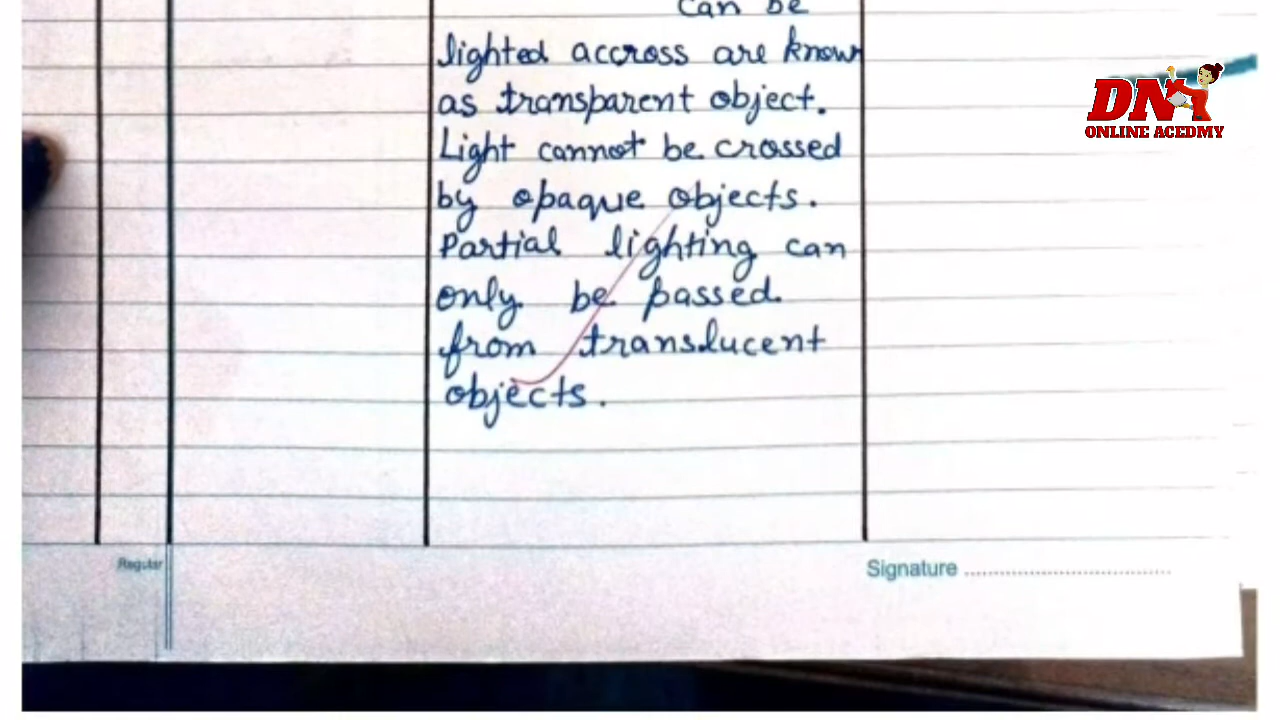 can be
lighted accross are known
as transparent object.
Light cannot be crossed
by opaque objects.
Partial lighting can
only be passed
from translucent
objects.
DN
ONLINE ACEDMY
Regular
Signature ....................................